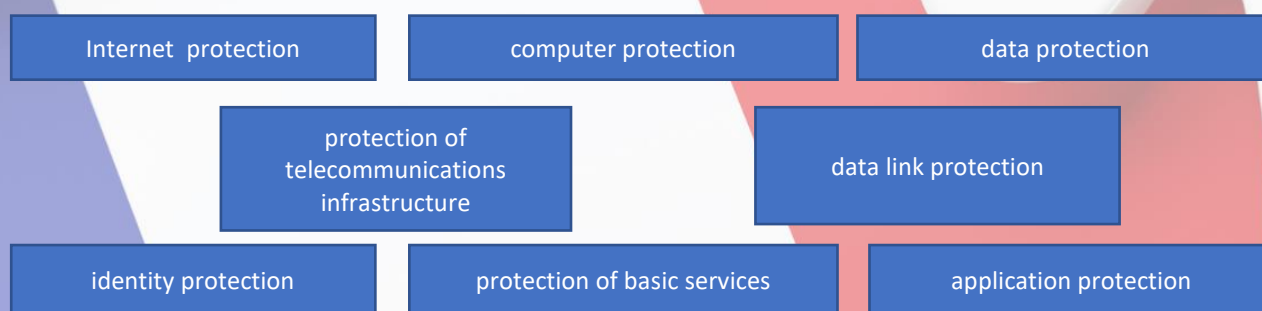 Internet  protection
computer protection
data protection
protection of
telecommunications
infrastructure
data link protection
identity protection
protection of basic services
application protection